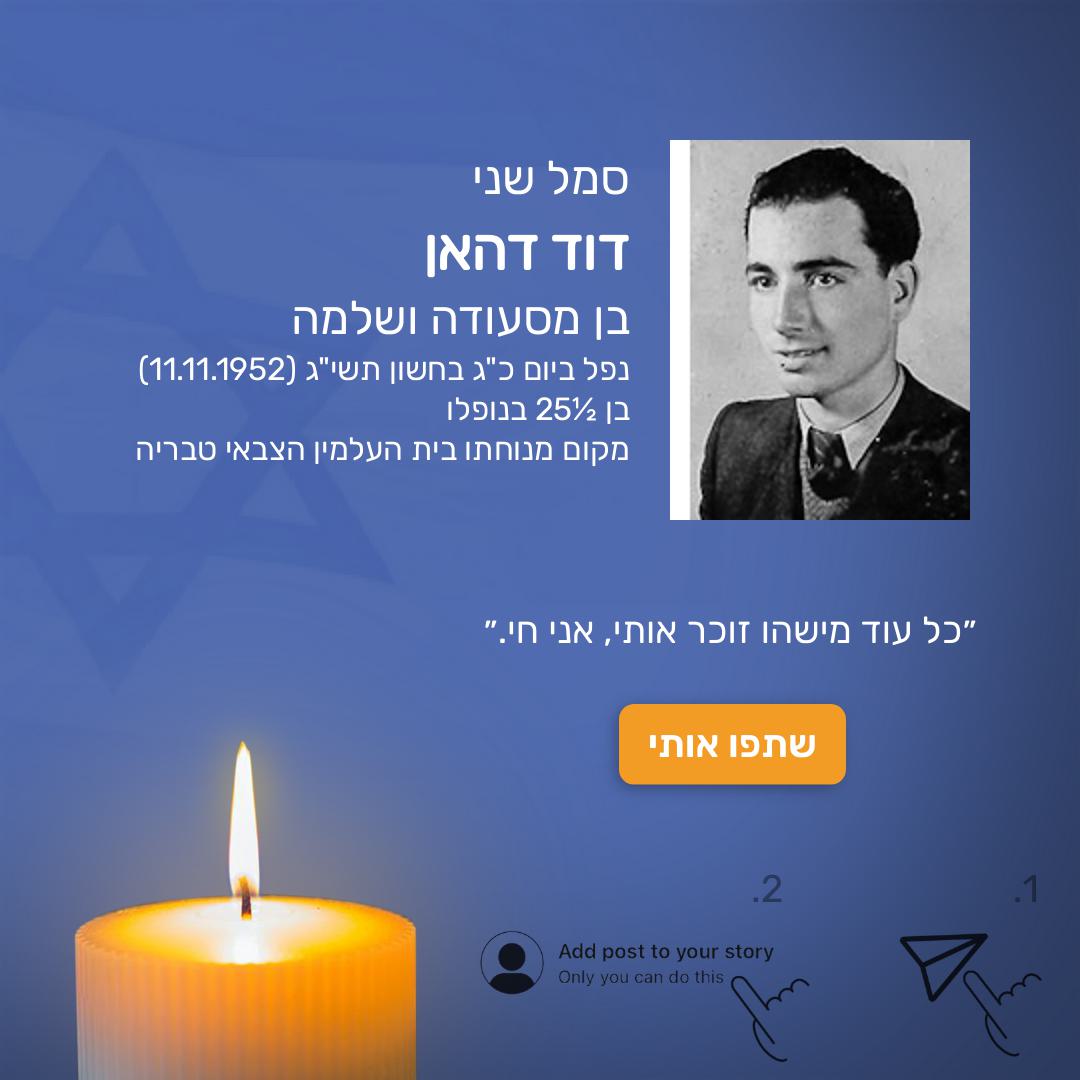 סמל שני
דוד דהאן
בן מסעודה ושלמה
נפל ביום כ"ג בחשון תשי"ג (11.11.1952)
בן 25½ בנופלו
מקום מנוחתו בית העלמין הצבאי טבריה
״כל עוד מישהו זוכר אותי, אני חי.״
שתפו אותי
1.
2.
Add post to your story
Only you can do this